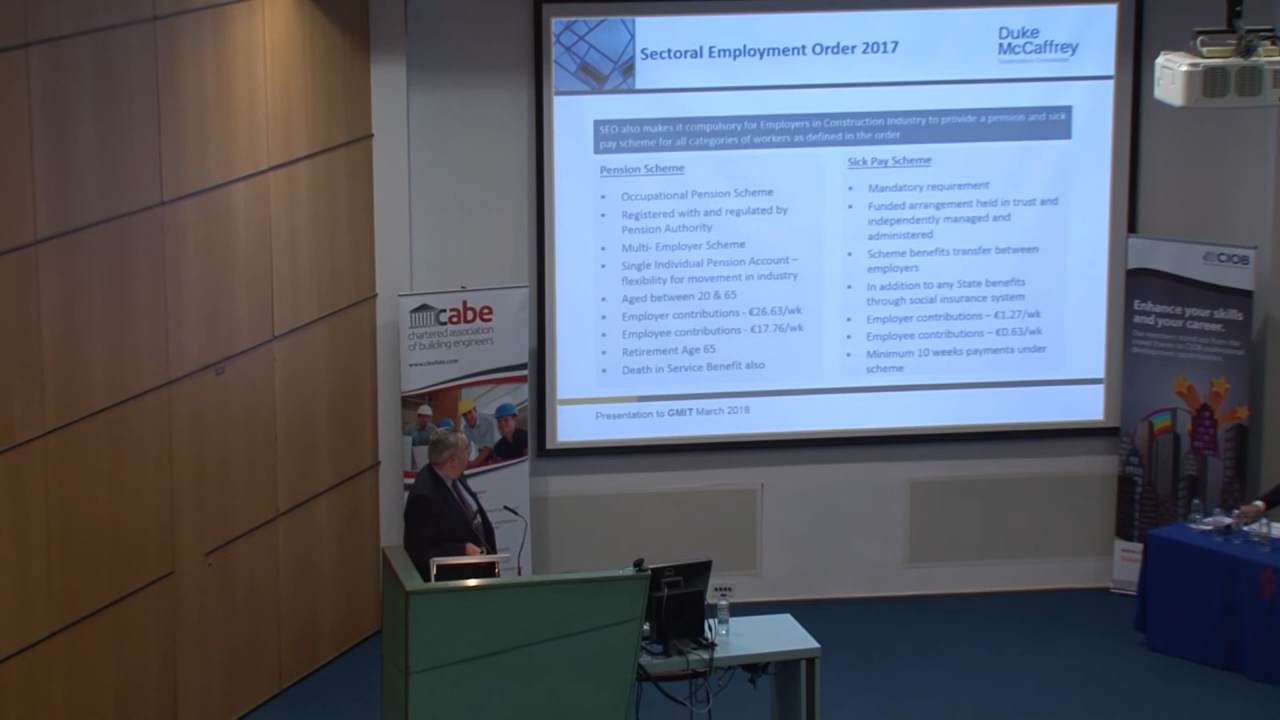 Sectoral Employment Order 2017
Duke
McCaffrey
SEO also makes it compulsory for Employers in Construction Industry to provide a pension and sick
pay scheme for all categories of workers as defined in the order
Pension Scheme
Occupational Pension Scheme
Registered with and regulated by
Pension Authority
Multi- Employer Scheme
Single Individual Pension Account –
flexibility for movement in industry
Aged between 20 & 65
Employer contributions - €26.63/wk
Employee contributions - €17.76/wk
Retirement Age 65
Death in Service Benefit also
Sick Pay Scheme
Mandatory requirement
Funded arrangement held in trust and
independently managed and
administered
Scheme benefits transfer between
employers
In addition to any State benefits
through social insurance system
Employer contributions – €1.27/wk
Employee contributions – €0.63/wk
Minimum 10 weeks payments under
scheme
Presentation to GMIT March 2018
cabe
chartered association
of building engineers
CIOB
Enhance your skills
and your career.